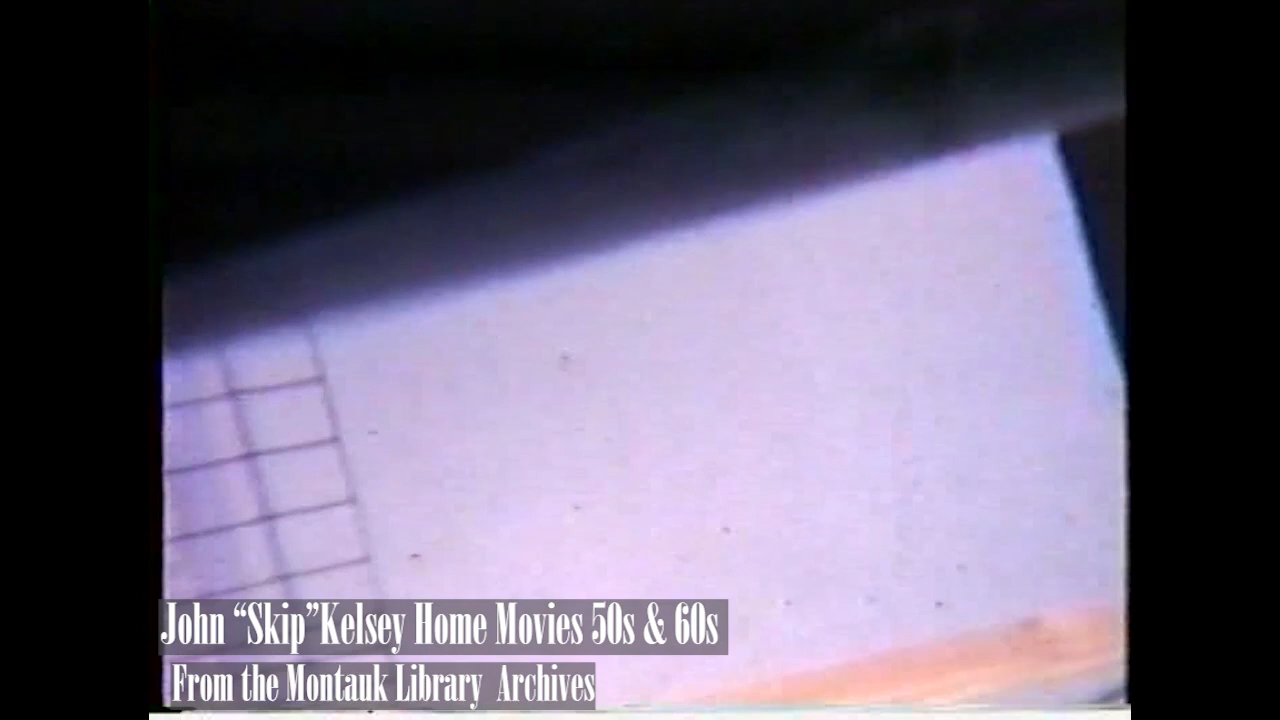 John “Skip”Kelsey Home Movies 50s & 60s
From the Montauk Library Archives